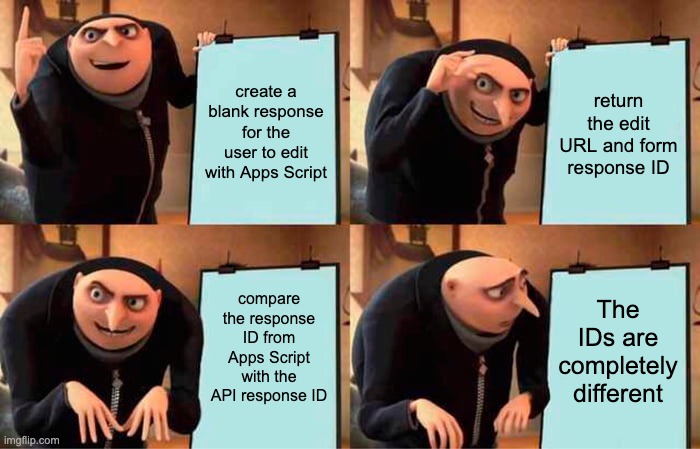 create a
blank response
for the
user to edit
with Apps Script
return
the edit
URL and form
response ID
compare
the response
ID from
Apps Script
with the
API response ID
The
IDs are
completely
different
imgflip.com